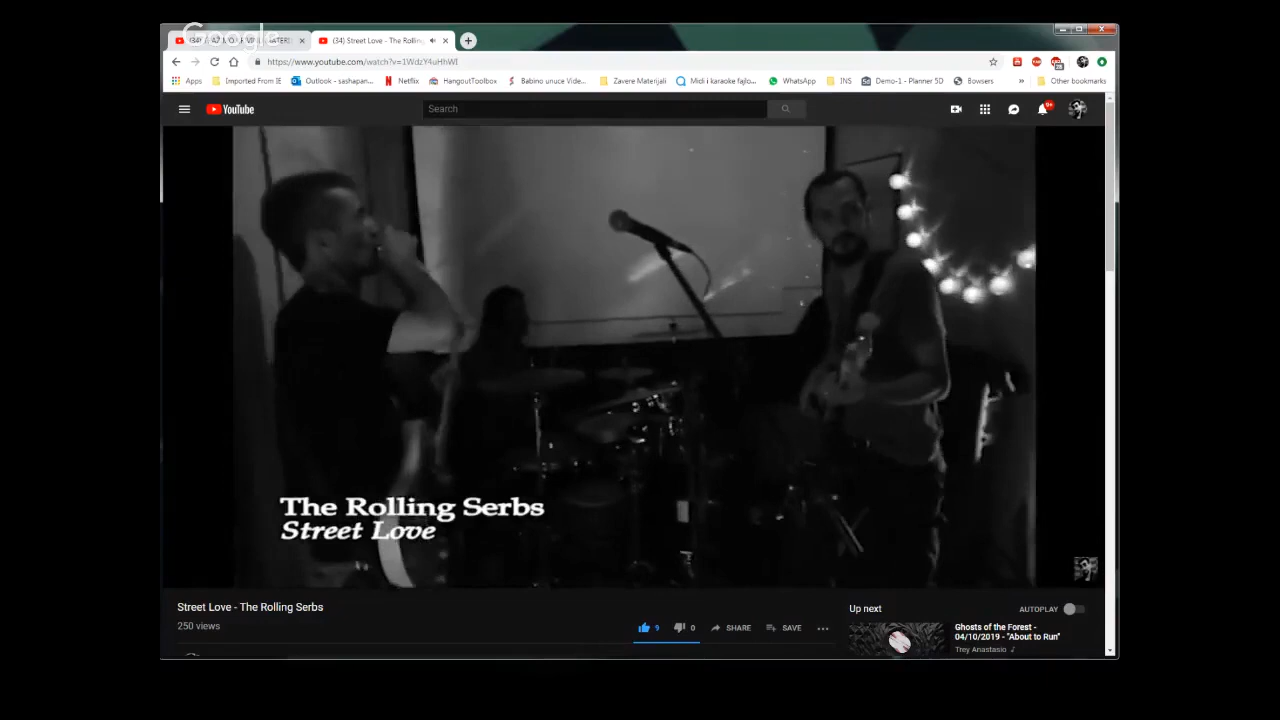 Google
(34) Street Love - The Rolling
https://www.youtube.com/watch?v=1WdzY4uHhWI
Apps
Imported From IE
Outlook - sashapan...
Netflix
HangoutToolbox
Babino unuce Vide...
Zavere Materijali
Midi i karaoke fajlo...
WhatsApp
INS
Demo-1 - Planner 5D
Bowsers
»
Other bookmarks
YouTube
Search
9+
The Rolling Serbs
Street Love
Street Love - The Rolling Serbs
250 views
9
0
SHARE
SAVE
Up next
AUTOPLAY
Ghosts of the Forest -
04/10/2019 - "About to Run"
Trey Anastasio